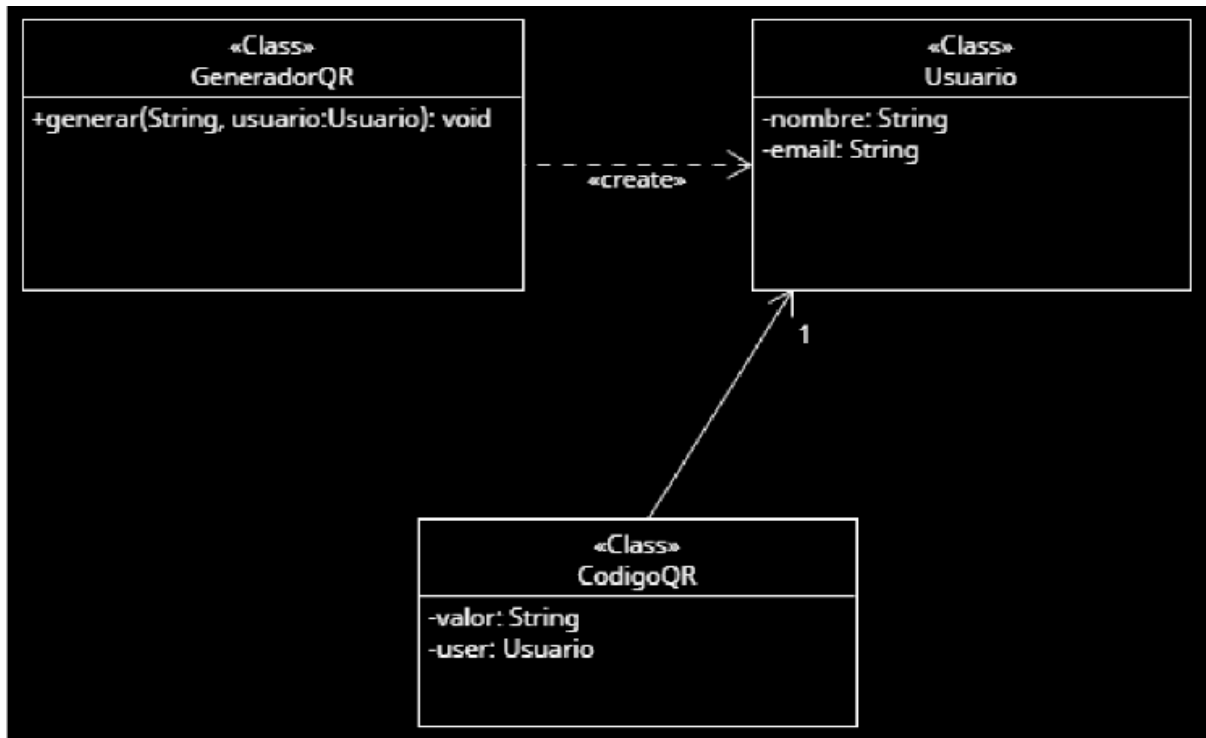 «Class»
GeneradorQR
+generar(String, usuario:Usuario): void
«create»
«Class»
Usuario
-nombre: String
-email: String
1
«Class»
CodigoQR
-valor: String
-user: Usuario